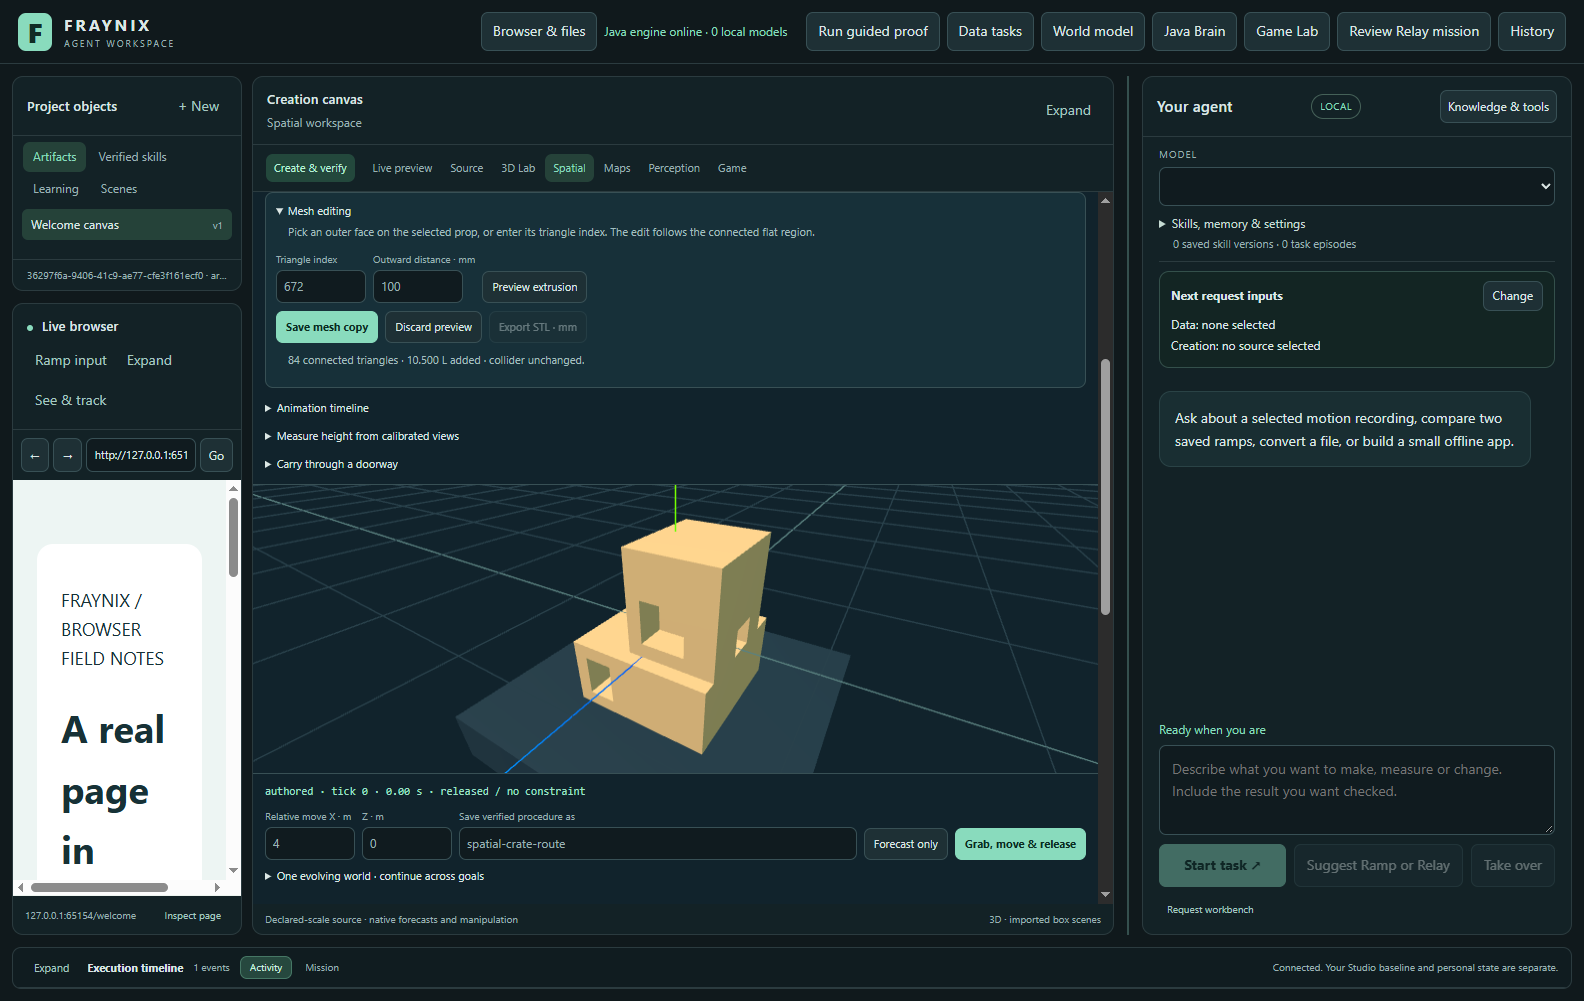 F FRAYNIX
AGENT WORKSPACE
Browser & files
Java engine online · 0 local models
Run guided proof
Data tasks
World model
Java Brain
Game Lab
Review Relay mission
History
Project objects
+ New
Artifacts
Verified skills
Learning
Scenes
Welcome canvas
v1
36297f6a-9406-41c9-ae77-cfe3f161ecf0 · ar...
Live browser
Ramp input
Expand
See & track
←
→
http://127.0.0.1:651
Go
FRAYNIX /
BROWSER
FIELD NOTES
A real
page
in
127.0.0.1:65154/welcome
Inspect page
Creation canvas
Spatial workspace
Expand
Create & verify
Live preview
Source
3D Lab
Spatial
Maps
Perception
Game
▼ Mesh editing
Pick an outer face on the selected prop, or enter its triangle index. The edit follows the connected flat region.
Triangle index
Outward distance · mm
672
100
Preview extrusion
Save mesh copy
Discard preview
Export STL · mm
84 connected triangles · 10.500 L added · collider unchanged.
▶ Animation timeline
▶ Measure height from calibrated views
▶ Carry through a doorway
authored · tick 0 · 0.00 s · released / no constraint
Relative move X · m
Z · m
Save verified procedure as
4
0
spatial-crate-route
Forecast only
Grab, move & release
▶ One evolving world · continue across goals
Declared-scale source · native forecasts and manipulation
3D · imported box scenes
Your agent
LOCAL
Knowledge & tools
MODEL
▶ Skills, memory & settings
0 saved skill versions · 0 task episodes
Next request inputs
Change
Data: none selected
Creation: no source selected
Ask about a selected motion recording, compare two
saved ramps, convert a file, or build a small offline app.
Ready when you are
Describe what you want to make, measure or change.
Include the result you want checked.
Start task ↗
Suggest Ramp or Relay
Take over
Request workbench
Expand
Execution timeline
1 events
Activity
Mission
Connected. Your Studio baseline and personal state are separate.